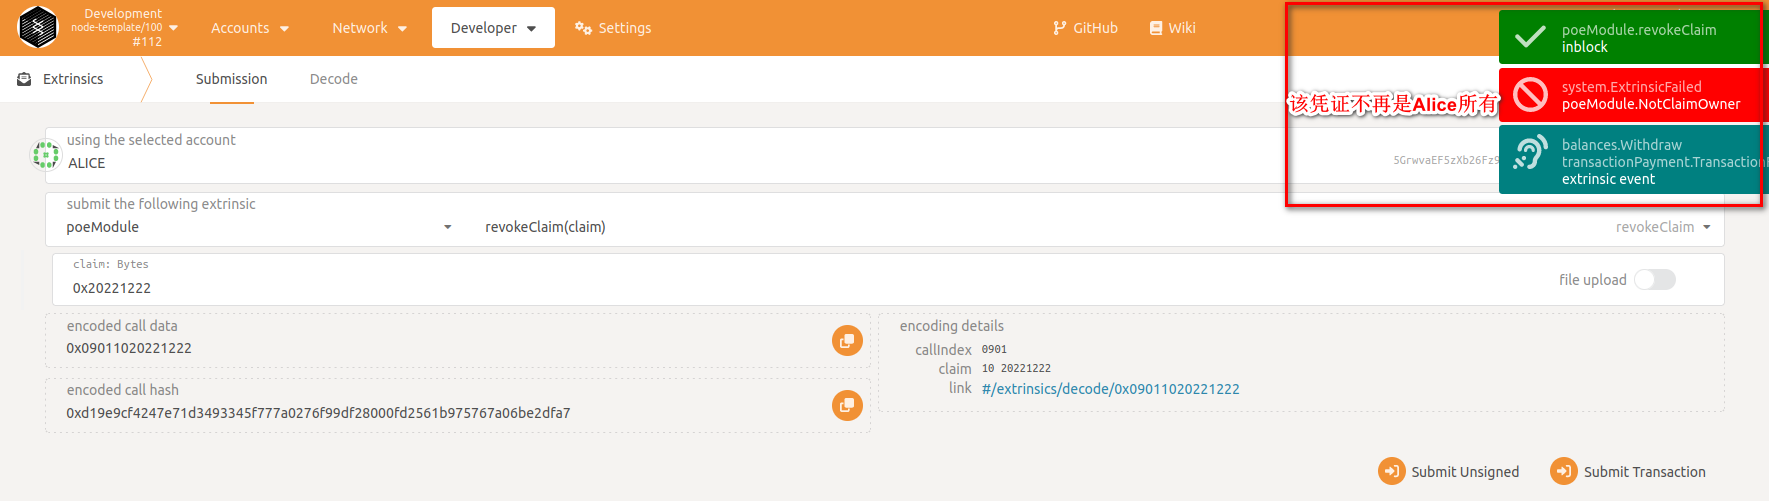 Development
node-template/100
#112
Accounts
Network
Developer
Settings
GitHub
Wiki
poeModule.revokeClaim
inblock
Extrinsics
Submission
Decode
该凭证不再是Alice所有
system.ExtrinsicFailed
poeModule.NotClaimOwner
using the selected account
ALICE
5GrwvaEF5zXb26Fz9
balances.Withdraw
transactionPayment.Transaction
extrinsic event
submit the following extrinsic
poeModule
revokeClaim(claim)
revokeClaim
claim: Bytes
0x20221222
file upload
encoded call data
0x09011020221222
encoded call hash
0xd19e9cf4247e71d3493345f777a0276f99df28000fd2561b975767a06be2dfa7
encoding details
callIndex 0901
claim 10 20221222
link #/extrinsics/decode/0x09011020221222
Submit Unsigned
Submit Transaction